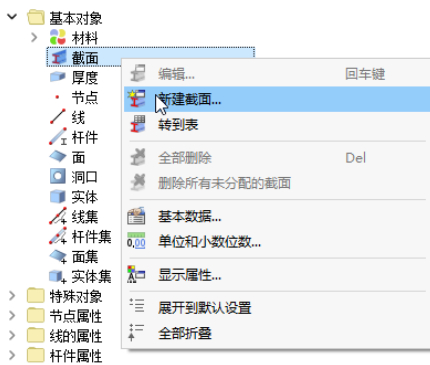 基本对象
材料
截面
厚度
节点
线
杆件
面
洞口
实体
线集
杆件集
面集
实体集
特殊对象
节点属性
线的属性
杆件属性
编辑... 回车键
新建截面...
转到表
全部删除 Del
删除所有未分配的截面
基本数据...
0,00 单位和小数位数...
显示属性...
展开到默认设置
全部折叠